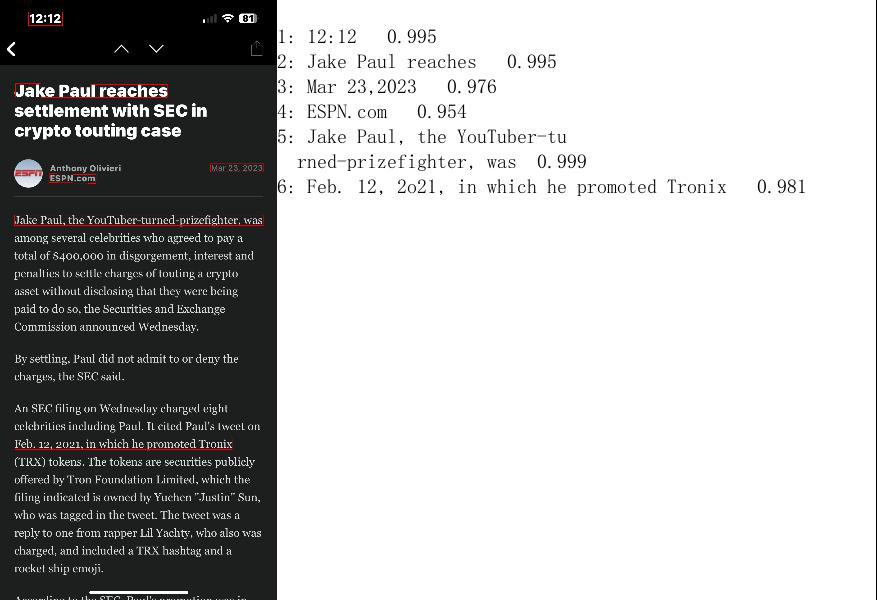 12:12
81
Jake Paul reaches
settlement with SEC in
crypto touting case
ESPN
Anthony Olivieri
ESPN.com
Mar 23, 2023
Jake Paul, the YouTuber-turned-prizefighter, was
among several celebrities who agreed to pay a
total of $400,000 in disgorgement, interest and
penalties to settle charges of touting a crypto
asset without disclosing that they were being
paid to do so, the Securities and Exchange
Commission announced Wednesday.
By settling, Paul did not admit to or deny the
charges, the SEC said.
An SEC filing on Wednesday charged eight
celebrities including Paul. It cited Paul's tweet on
Feb. 12, 2021, in which he promoted Tronix
(TRX) tokens. The tokens are securities publicly
offered by Tron Foundation Limited, which the
filing indicated is owned by Yuchen "Justin" Sun,
who was tagged in the tweet. The tweet was a
reply to one from rapper Lil Yachty, who also was
charged, and included a TRX hashtag and a
rocket ship emoji.
According to the SEC, Paul's promotion was in
1: 12:12 0.995
2: Jake Paul reaches 0.995
3: Mar 23,2023 0.976
4: ESPN.com 0.954
5: Jake Paul, the YouTuber-tu
rned-prizefighter, was 0.999
6: Feb. 12, 2o21, in which he promoted Tronix 0.981